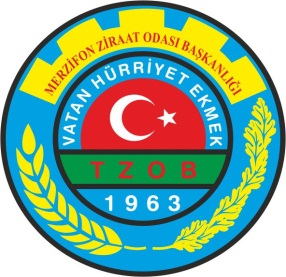 MERZİFON ZİRAAT ODASI BAŞKANLIĞI
VATAN HÜRRİYET EKMEK
TZOB
1963